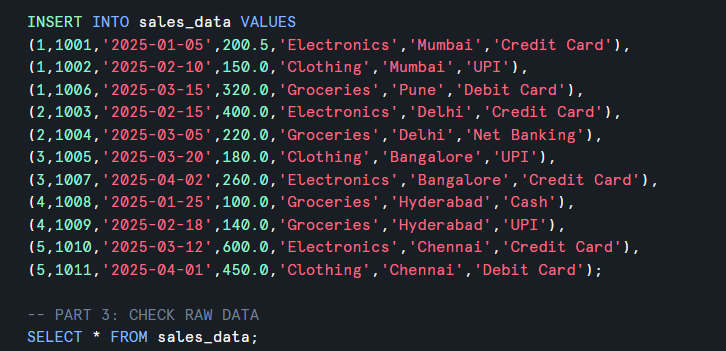 INSERT INTO sales_data VALUES
(1,1001,'2025-01-05',200.5,'Electronics','Mumbai','Credit Card'),
(1,1002,'2025-02-10',150.0,'Clothing','Mumbai','UPI'),
(1,1006,'2025-03-15',320.0,'Groceries','Pune','Debit Card'),
(2,1003,'2025-02-15',400.0,'Electronics','Delhi','Credit Card'),
(2,1004,'2025-03-05',220.0,'Groceries','Delhi','Net Banking'),
(3,1005,'2025-03-20',180.0,'Clothing','Bangalore','UPI'),
(3,1007,'2025-04-02',260.0,'Electronics','Bangalore','Credit Card'),
(4,1008,'2025-01-25',100.0,'Groceries','Hyderabad','Cash'),
(4,1009,'2025-02-18',140.0,'Groceries','Hyderabad','UPI'),
(5,1010,'2025-03-12',600.0,'Electronics','Chennai','Credit Card'),
(5,1011,'2025-04-01',450.0,'Clothing','Chennai','Debit Card');
-- PART 3: CHECK RAW DATA
SELECT * FROM sales_data;